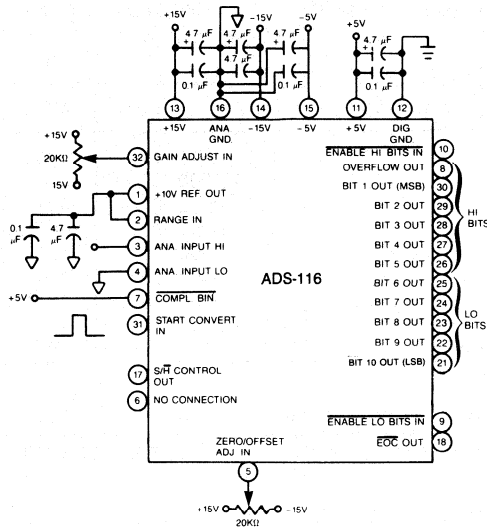 +15V
4.7 µF
4.7 µF
-15V
4.7 µF
-5V
+5V
4.7 µF
+
+
+
+
4.7 µF
0.1 µF
0.1 µF
0.1 µF
13
16
14
15
11
12
+15V
ANA GND.
-15V
-5V
+5V
DIG GND.
+15V
20KΩ
15V
32
GAIN ADJUST IN
1
+10V REF. OUT
2
RANGE IN
0.1 µF
4.7 µF
3
ANA. INPUT HI
4
ANA. INPUT LO
+5V
7
COMPL BIN
31
START CONVERT IN
17
S/H CONTROL OUT
6
NO CONNECTION
ADS-116
ENABLE HI BITS IN
10
OVERFLOW OUT
8
BIT 1 OUT (MSB)
30
BIT 2 OUT
29
BIT 3 OUT
28
BIT 4 OUT
27
BIT 5 OUT
26
HI BITS
BIT 6 OUT
25
BIT 7 OUT
24
BIT 8 OUT
23
BIT 9 OUT
22
BIT 10 OUT (LSB)
21
LO BITS
ENABLE LO BITS IN
9
EOC OUT
18
ZERO/OFFSET
ADJ IN
5
+15V
-15V
20KΩ